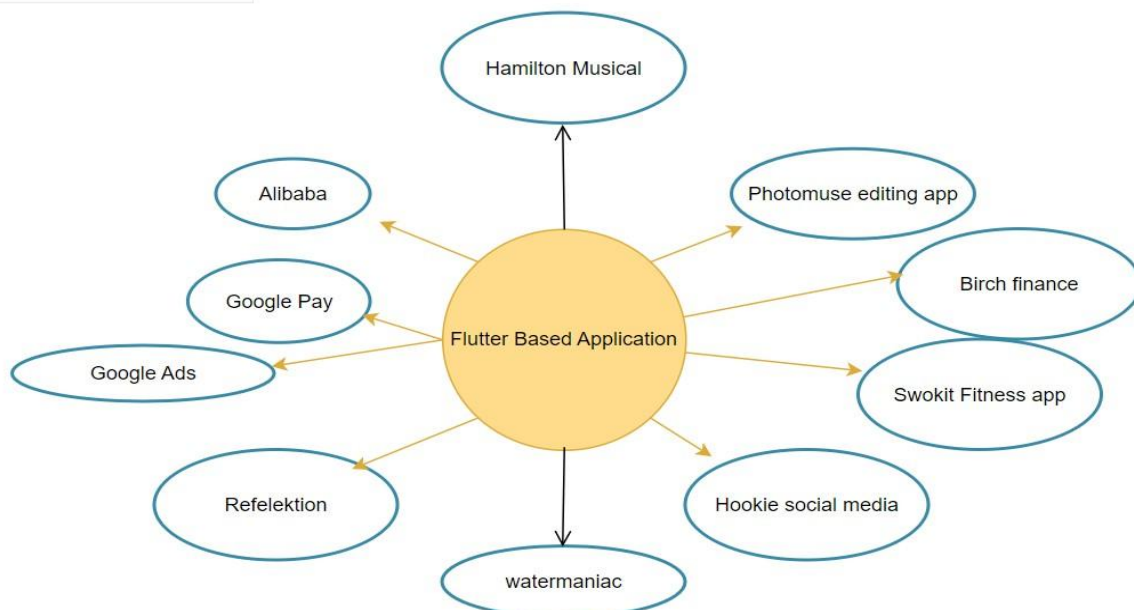 Hamilton Musical
Alibaba
Photomuse editing app
Google Pay
Birch finance
Flutter Based Application
Google Ads
Swokit Fitness app
Refelektion
Hookie social media
watermaniac